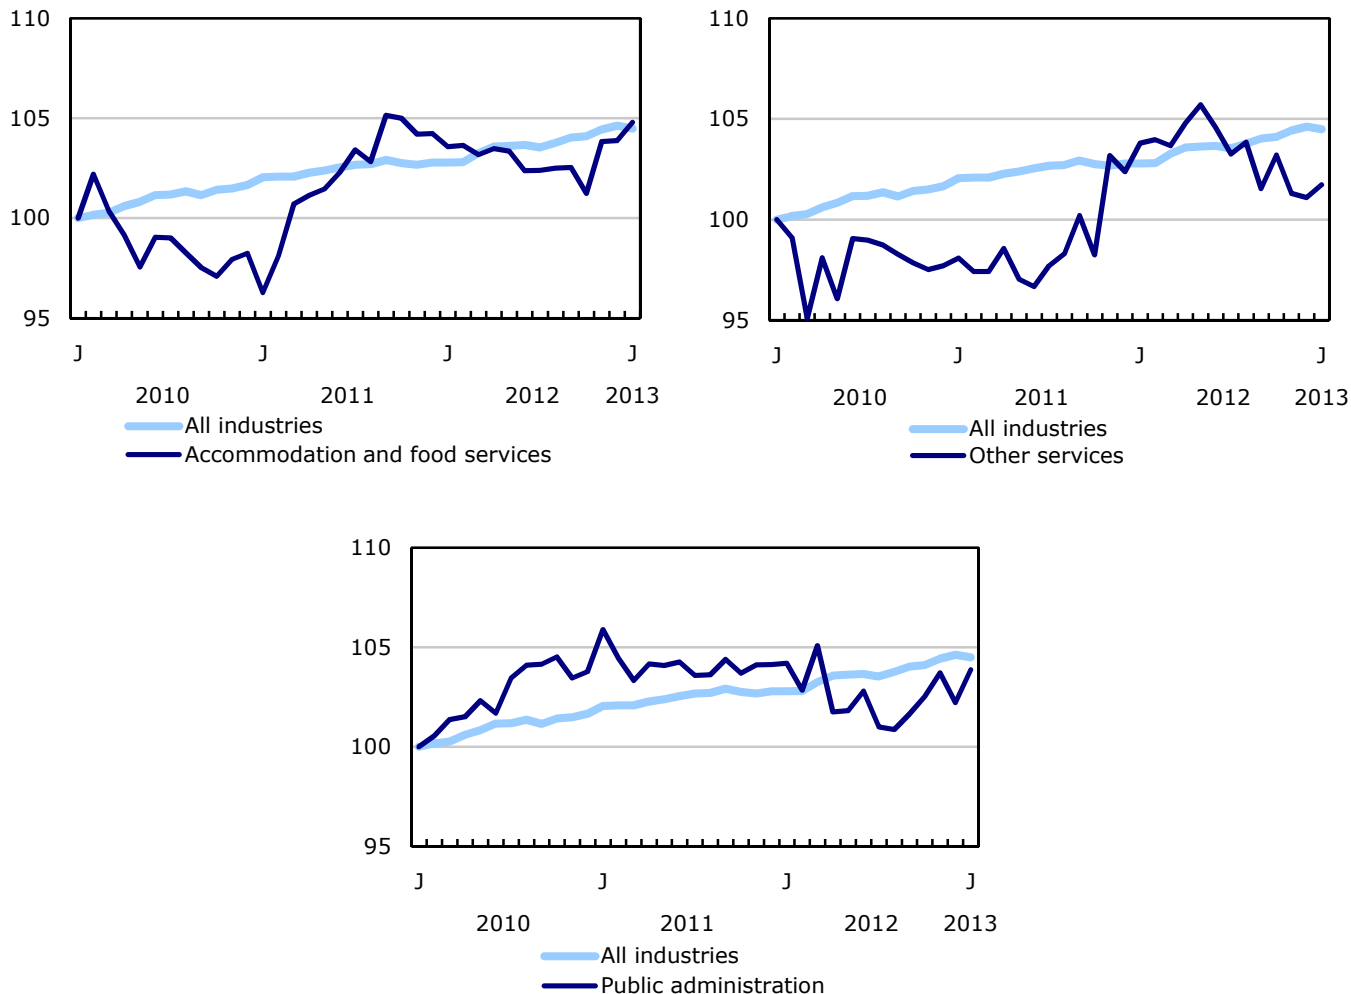 110
105
100
95
J J J J
2010 2011 2012 2013
All industries
Accommodation and food services
110
105
100
95
J J J J
2010 2011 2012 2013
All industries
Other services
110
105
100
95
J J J J
2010 2011 2012 2013
All industries
Public administration